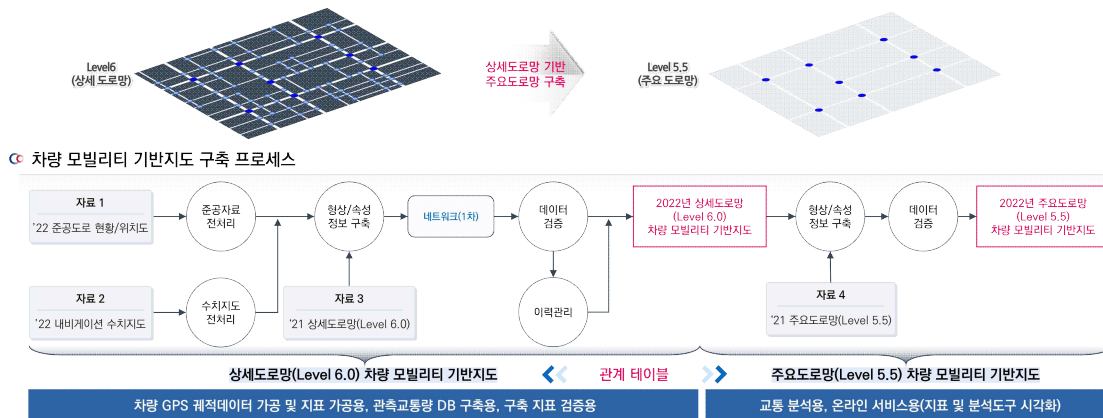 Level6
(상세 도로망)
상세도로망 기반
주요도로망 구축
Level 5.5
(주요 도로망)
차량 모빌리티 기반지도 구축 프로세스
자료 1
'22 준공도로 현황/위치도
준공자료
전처리
형상/속성
정보 구축
네트워크(1차)
데이터
검증
2022년 상세도로망
(Level 6.0)
차량 모빌리티 기반지도
형상/속성
정보 구축
데이터
검증
2022년 주요도로망
(Level 5.5)
차량 모빌리티 기반지도
자료 2
'22 내비게이션 수치지도
수치지도
전처리
자료 3
'21 상세도로망(Level 6.0)
이력관리
자료 4
'21 주요도로망(Level 5.5)
상세도로망(Level 6.0) 차량 모빌리티 기반지도
관계 테이블
주요도로망(Level 5.5) 차량 모빌리티 기반지도
차량 GPS 궤적데이터 가공 및 지표 가공용, 관측교통량 DB 구축용, 구축 지표 검증용
교통 분석용, 온라인 서비스용(지표 및 분석도구 시각화)